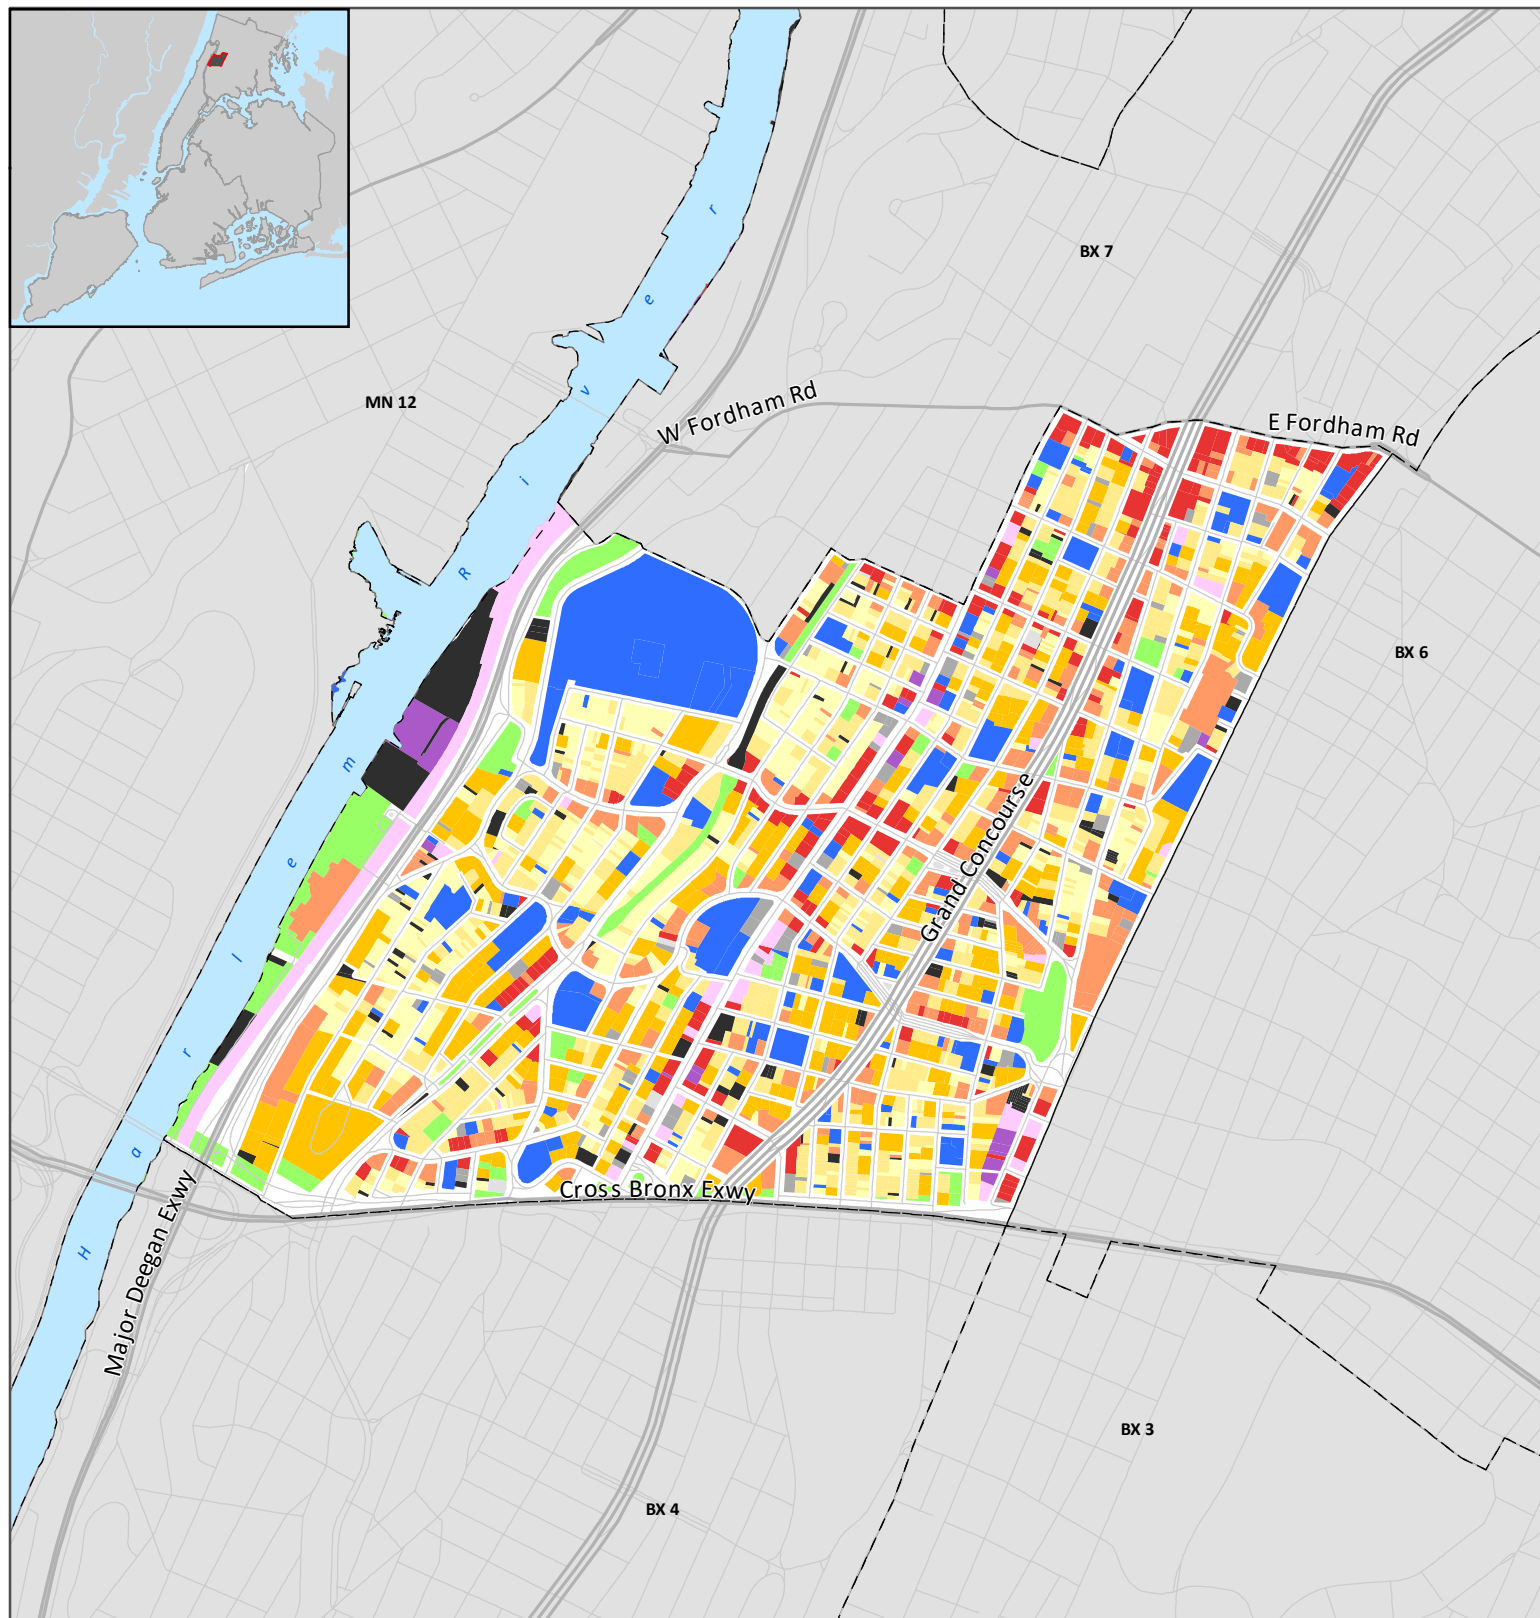 BX 7
MN 12
W Fordham Rd
E Fordham Rd
BX 6
Harlem River
Grand Concourse
Cross Bronx Exwy
Major Deegan Exwy
BX 3
BX 4